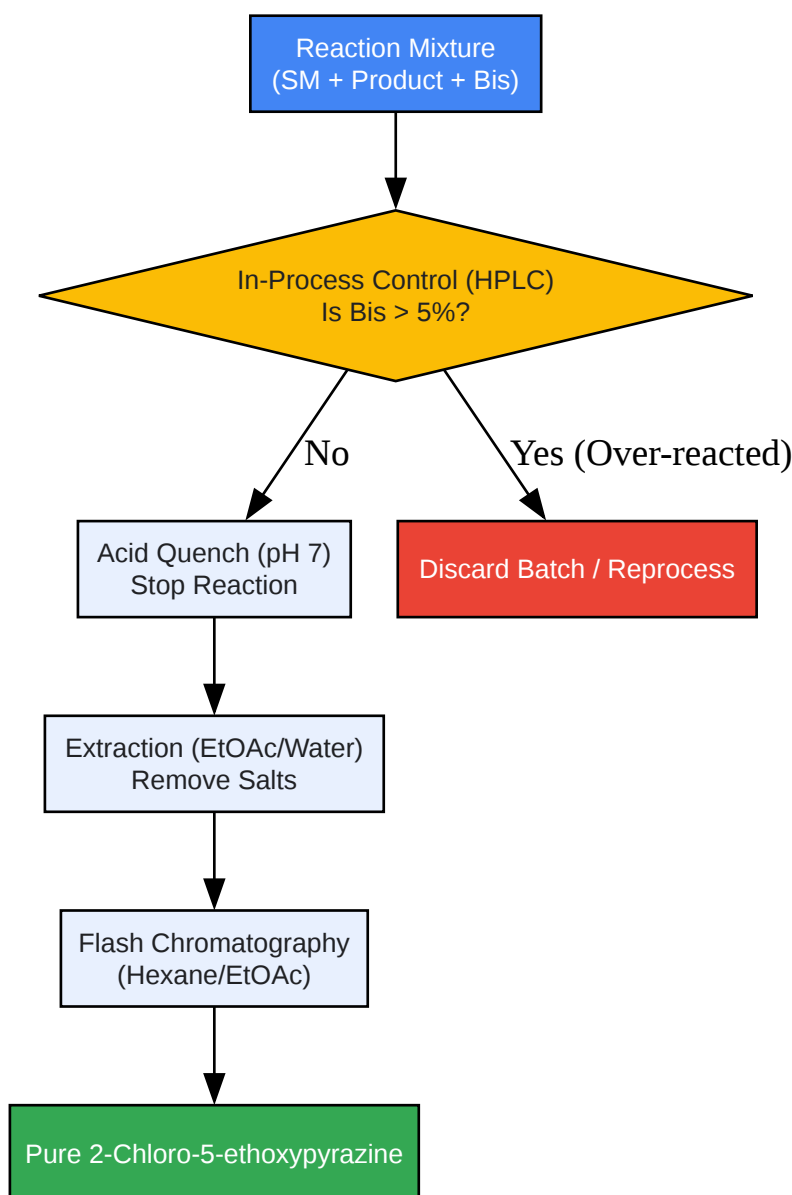 Reaction Mixture
(SM + Product + Bis)
In-Process Control (HPLC)
Is Bis > 5%?
No
Yes (Over-reacted)
Acid Quench (pH 7)
Stop Reaction
Discard Batch / Reprocess
Extraction (EtOAc/Water)
Remove Salts
Flash Chromatography
(Hexane/EtOAc)
Pure 2-Chloro-5-ethoxypyrazine